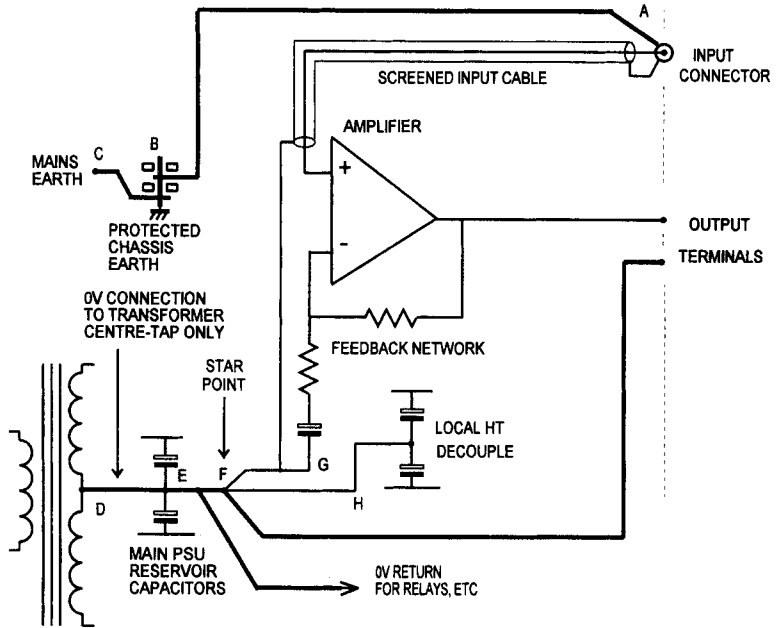 A
INPUT
CONNECTOR
SCREENED INPUT CABLE
AMPLIFIER
B
C
MAINS
EARTH
+
PROTECTED
CHASSIS
EARTH
-
OUTPUT
TERMINALS
0V CONNECTION
TO TRANSFORMER
CENTRE-TAP ONLY
FEEDBACK NETWORK
STAR
POINT
LOCAL HT
DECOUPLE
G
E
F
D
H
MAIN PSU
RESERVOIR
CAPACITORS
0V RETURN
FOR RELAYS, ETC